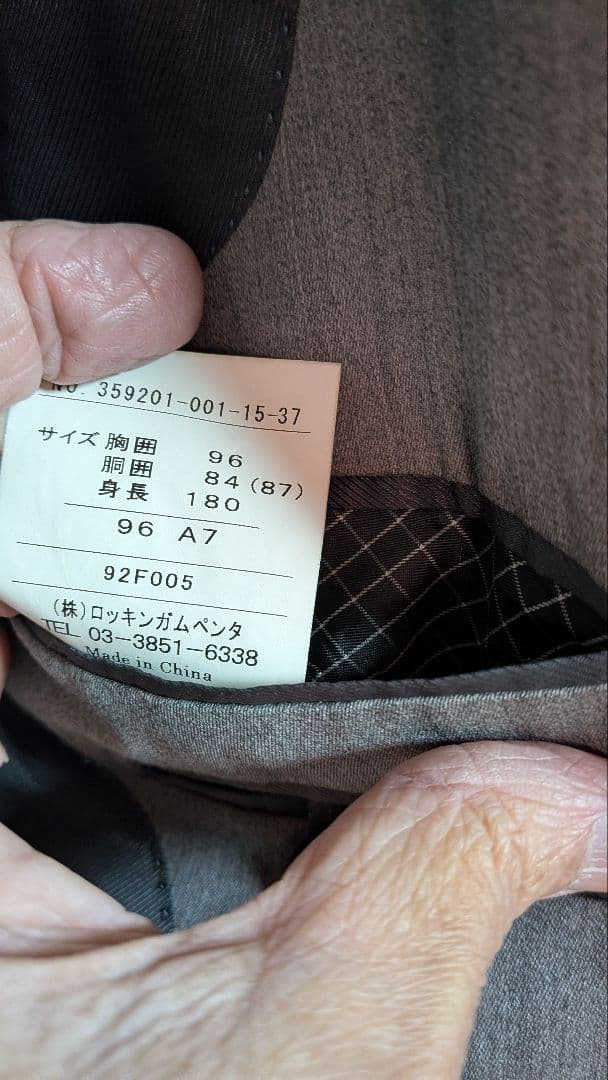 NO. 359201-001-15-37
サイズ 胸囲 96
胴囲 84(87)
身長 180
96 A7
92F005
(株)ロッキンガムペンタ
TEL 03-3851-6338
Made in China